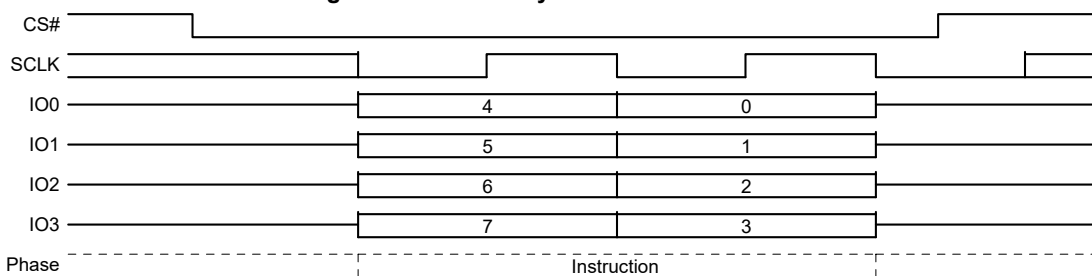 CS#
SCLK
IO0 4 0
IO1 5 1
IO2 6 2
IO3 7 3
Phase Instruction